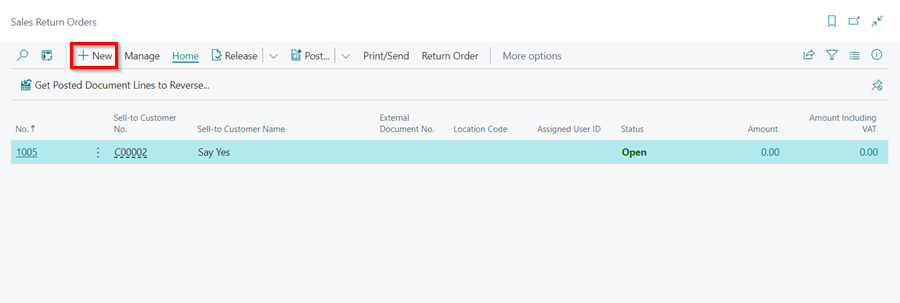 Sales Return Orders
New Manage Home Release Post... Print/Send Return Order More options
Get Posted Document Lines to Reverse...
No. ↑ Sell-to Customer No. Sell-to Customer Name External Document No. Location Code Assigned User ID Status Amount Amount Including VAT
1005 C00002 Say Yes Open 0.00 0.00